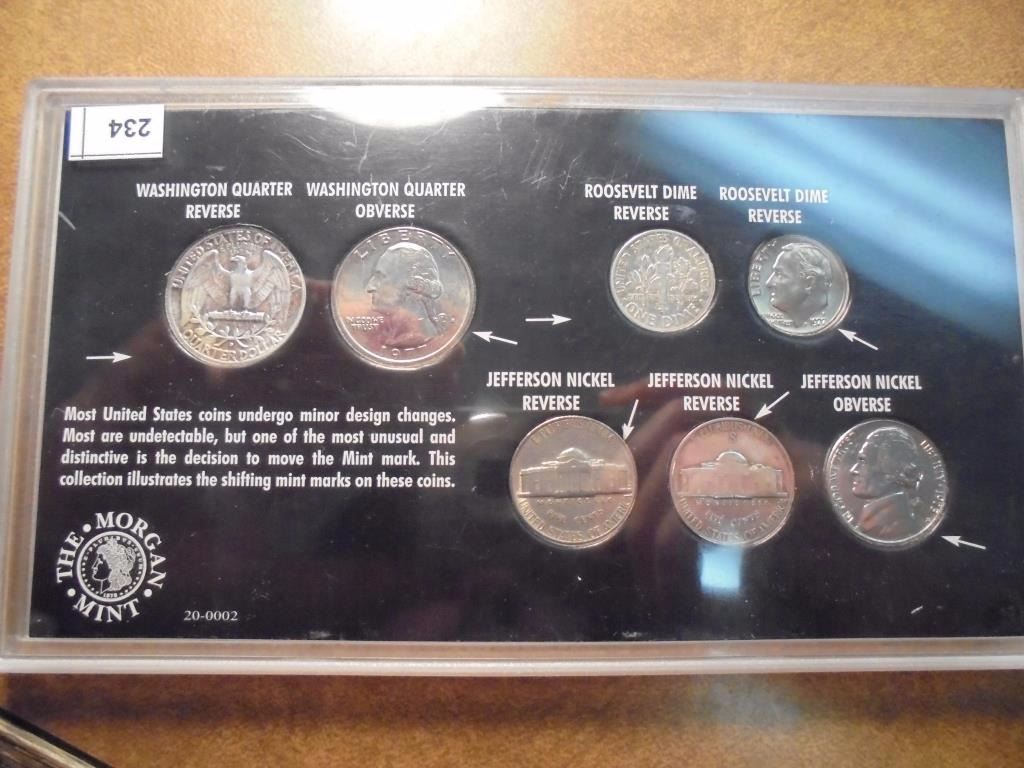 234
WASHINGTON QUARTER
REVERSE
WASHINGTON QUARTER
OBVERSE
ROOSEVELT DIME
REVERSE
ROOSEVELT DIME
REVERSE
UNITED STATES OF AMERICA
QUARTER DOLLAR
LIBERTY
IN GOD WE
TRUST
ONE DIME
LIBERTY
JEFFERSON NICKEL
REVERSE
JEFFERSON NICKEL
REVERSE
JEFFERSON NICKEL
OBVERSE
S
UNITED STATES OF AMERICA
Most United States coins undergo minor design changes.
Most are undetectable, but one of the most unusual and
distinctive is the decision to move the Mint mark. This
collection illustrates the shifting mint marks on these coins.
THE MORGAN MINT
20-0002